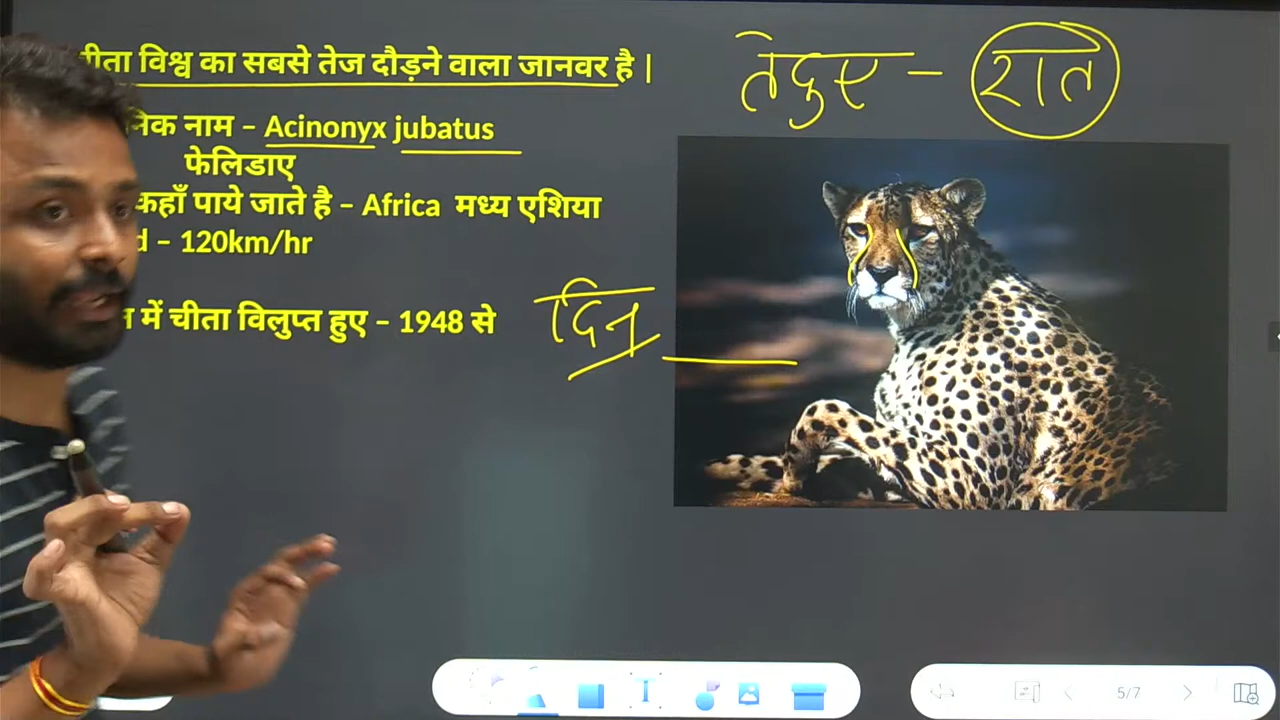 चीता विश्व का सबसे तेज दौड़ने वाला जानवर है |
तेंदुए – रात
नाम – Acinonyx jubatus
फेलिडाए
कहाँ पाये जाते है – Africa मध्य एशिया
– 120km/hr
में चीता विलुप्त हुए – 1948 से
दिन
5/7